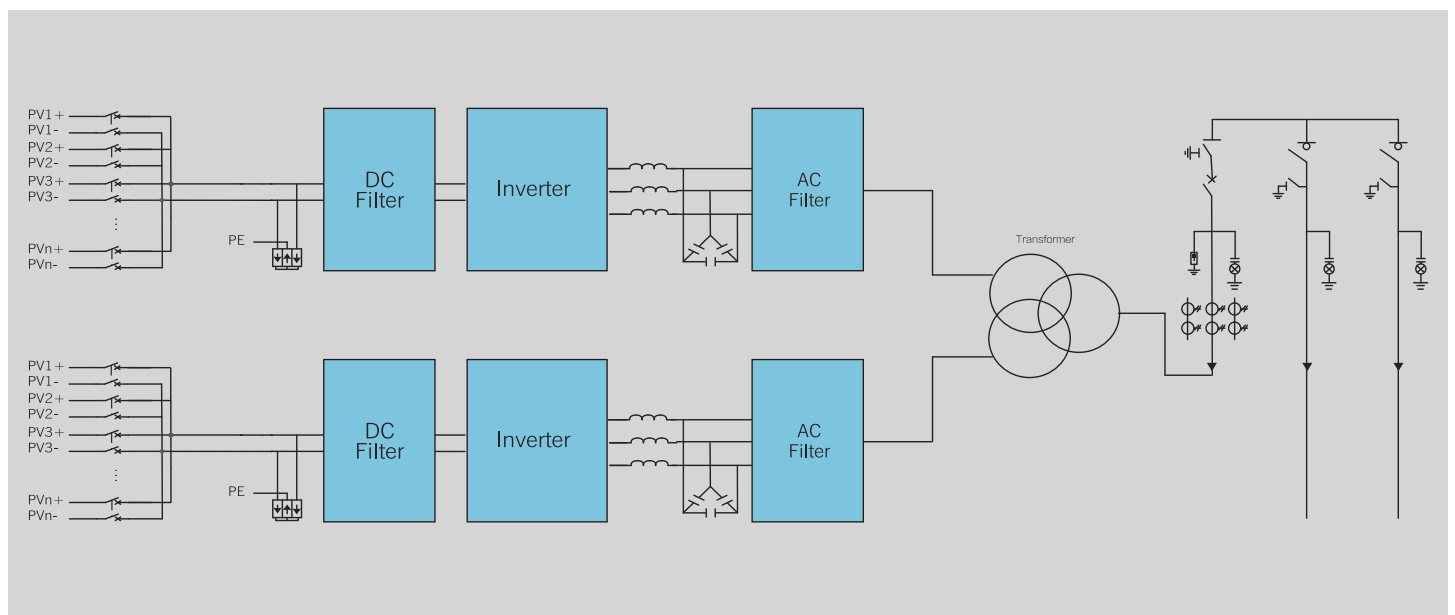 PV1+
PV1-
PV2+
PV2-
PV3+
PV3-
⋮
PVn+
PVn-
PE
DC
Filter
Inverter
AC
Filter
Transformer
PV1+
PV1-
PV2+
PV2-
PV3+
PV3-
⋮
PVn+
PVn-
PE
DC
Filter
Inverter
AC
Filter